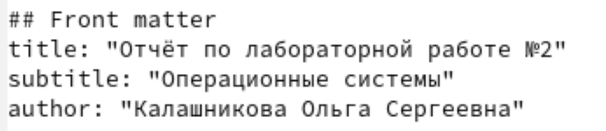 ## Front matter
title: "Отчёт по лабораторной работе №2"
subtitle: "Операционные системы"
author: "Калашникова Ольга Сергеевна"